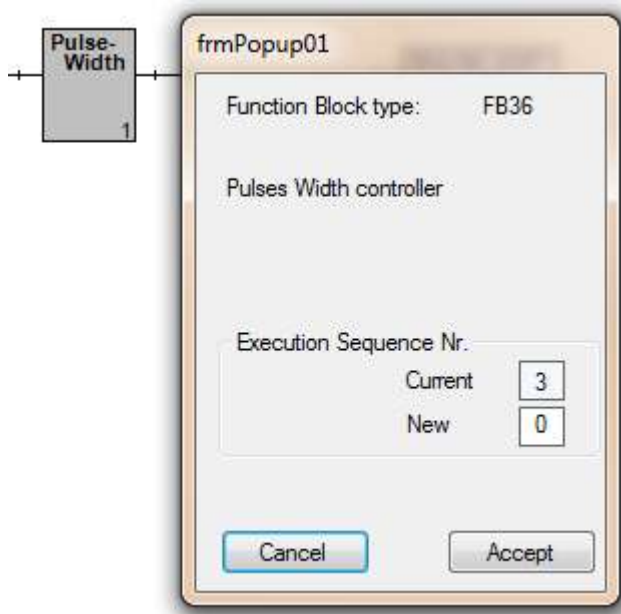 Pulse-
Width
1
frmPopup01
Function Block type: FB36
Pulses Width controller
Execution Sequence Nr.
Current 3
New 0
Cancel Accept